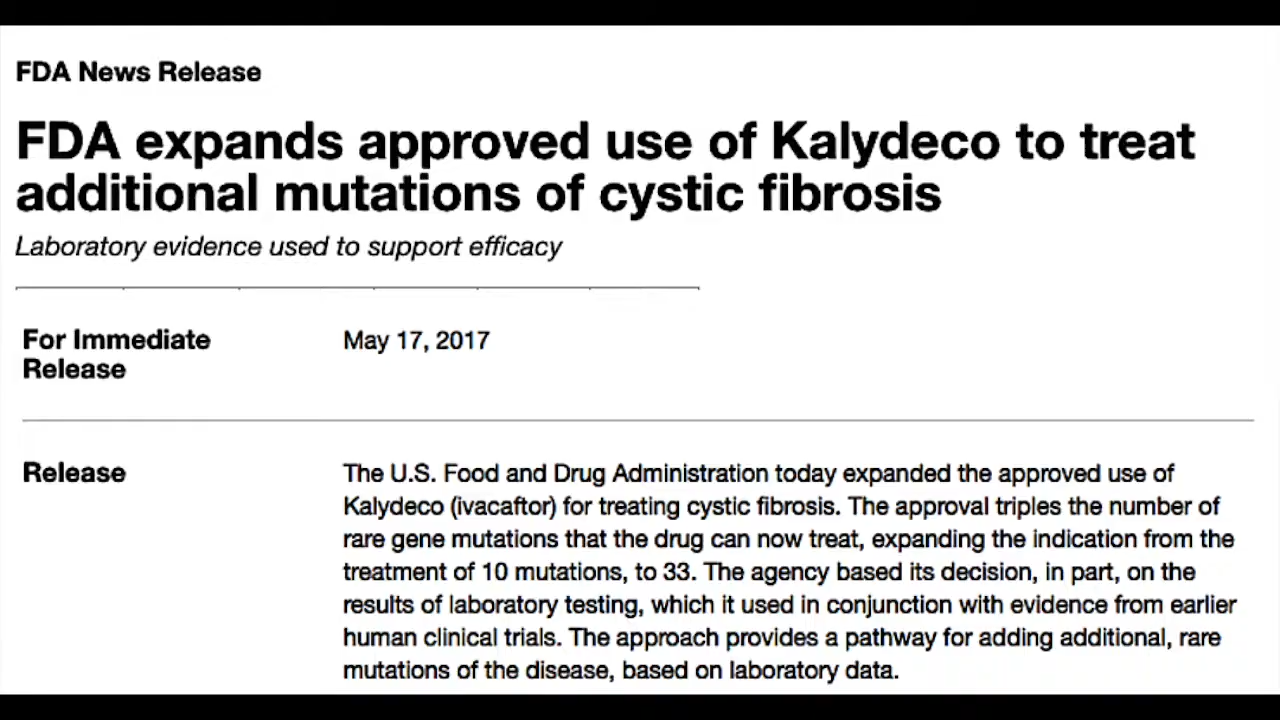 FDA News Release
FDA expands approved use of Kalydeco to treat
additional mutations of cystic fibrosis
Laboratory evidence used to support efficacy
For Immediate
Release
May 17, 2017
Release
The U.S. Food and Drug Administration today expanded the approved use of
Kalydeco (ivacaftor) for treating cystic fibrosis. The approval triples the number of
rare gene mutations that the drug can now treat, expanding the indication from the
treatment of 10 mutations, to 33. The agency based its decision, in part, on the
results of laboratory testing, which it used in conjunction with evidence from earlier
human clinical trials. The approach provides a pathway for adding additional, rare
mutations of the disease, based on laboratory data.